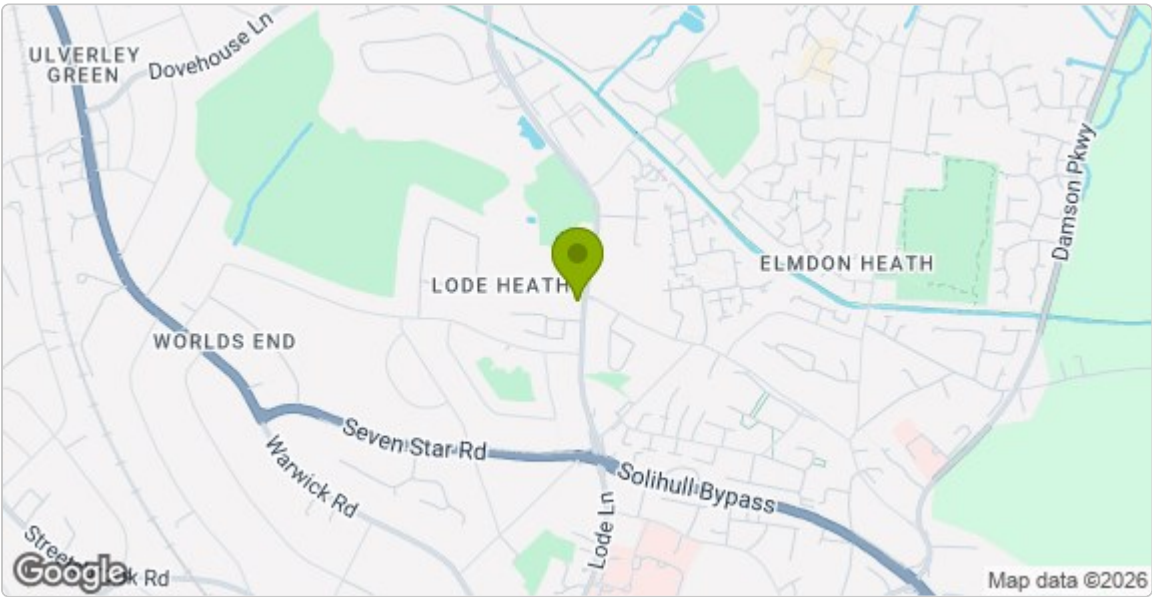 ULVERLEY
GREEN
Dovehouse Ln
Damson Pkwy
ELMDON HEATH
LODE HEATH
WORLDS END
Seven Star Rd
Warwick Rd
Solihull Bypass
Lode Ln
Rd
Google
Map data ©2026